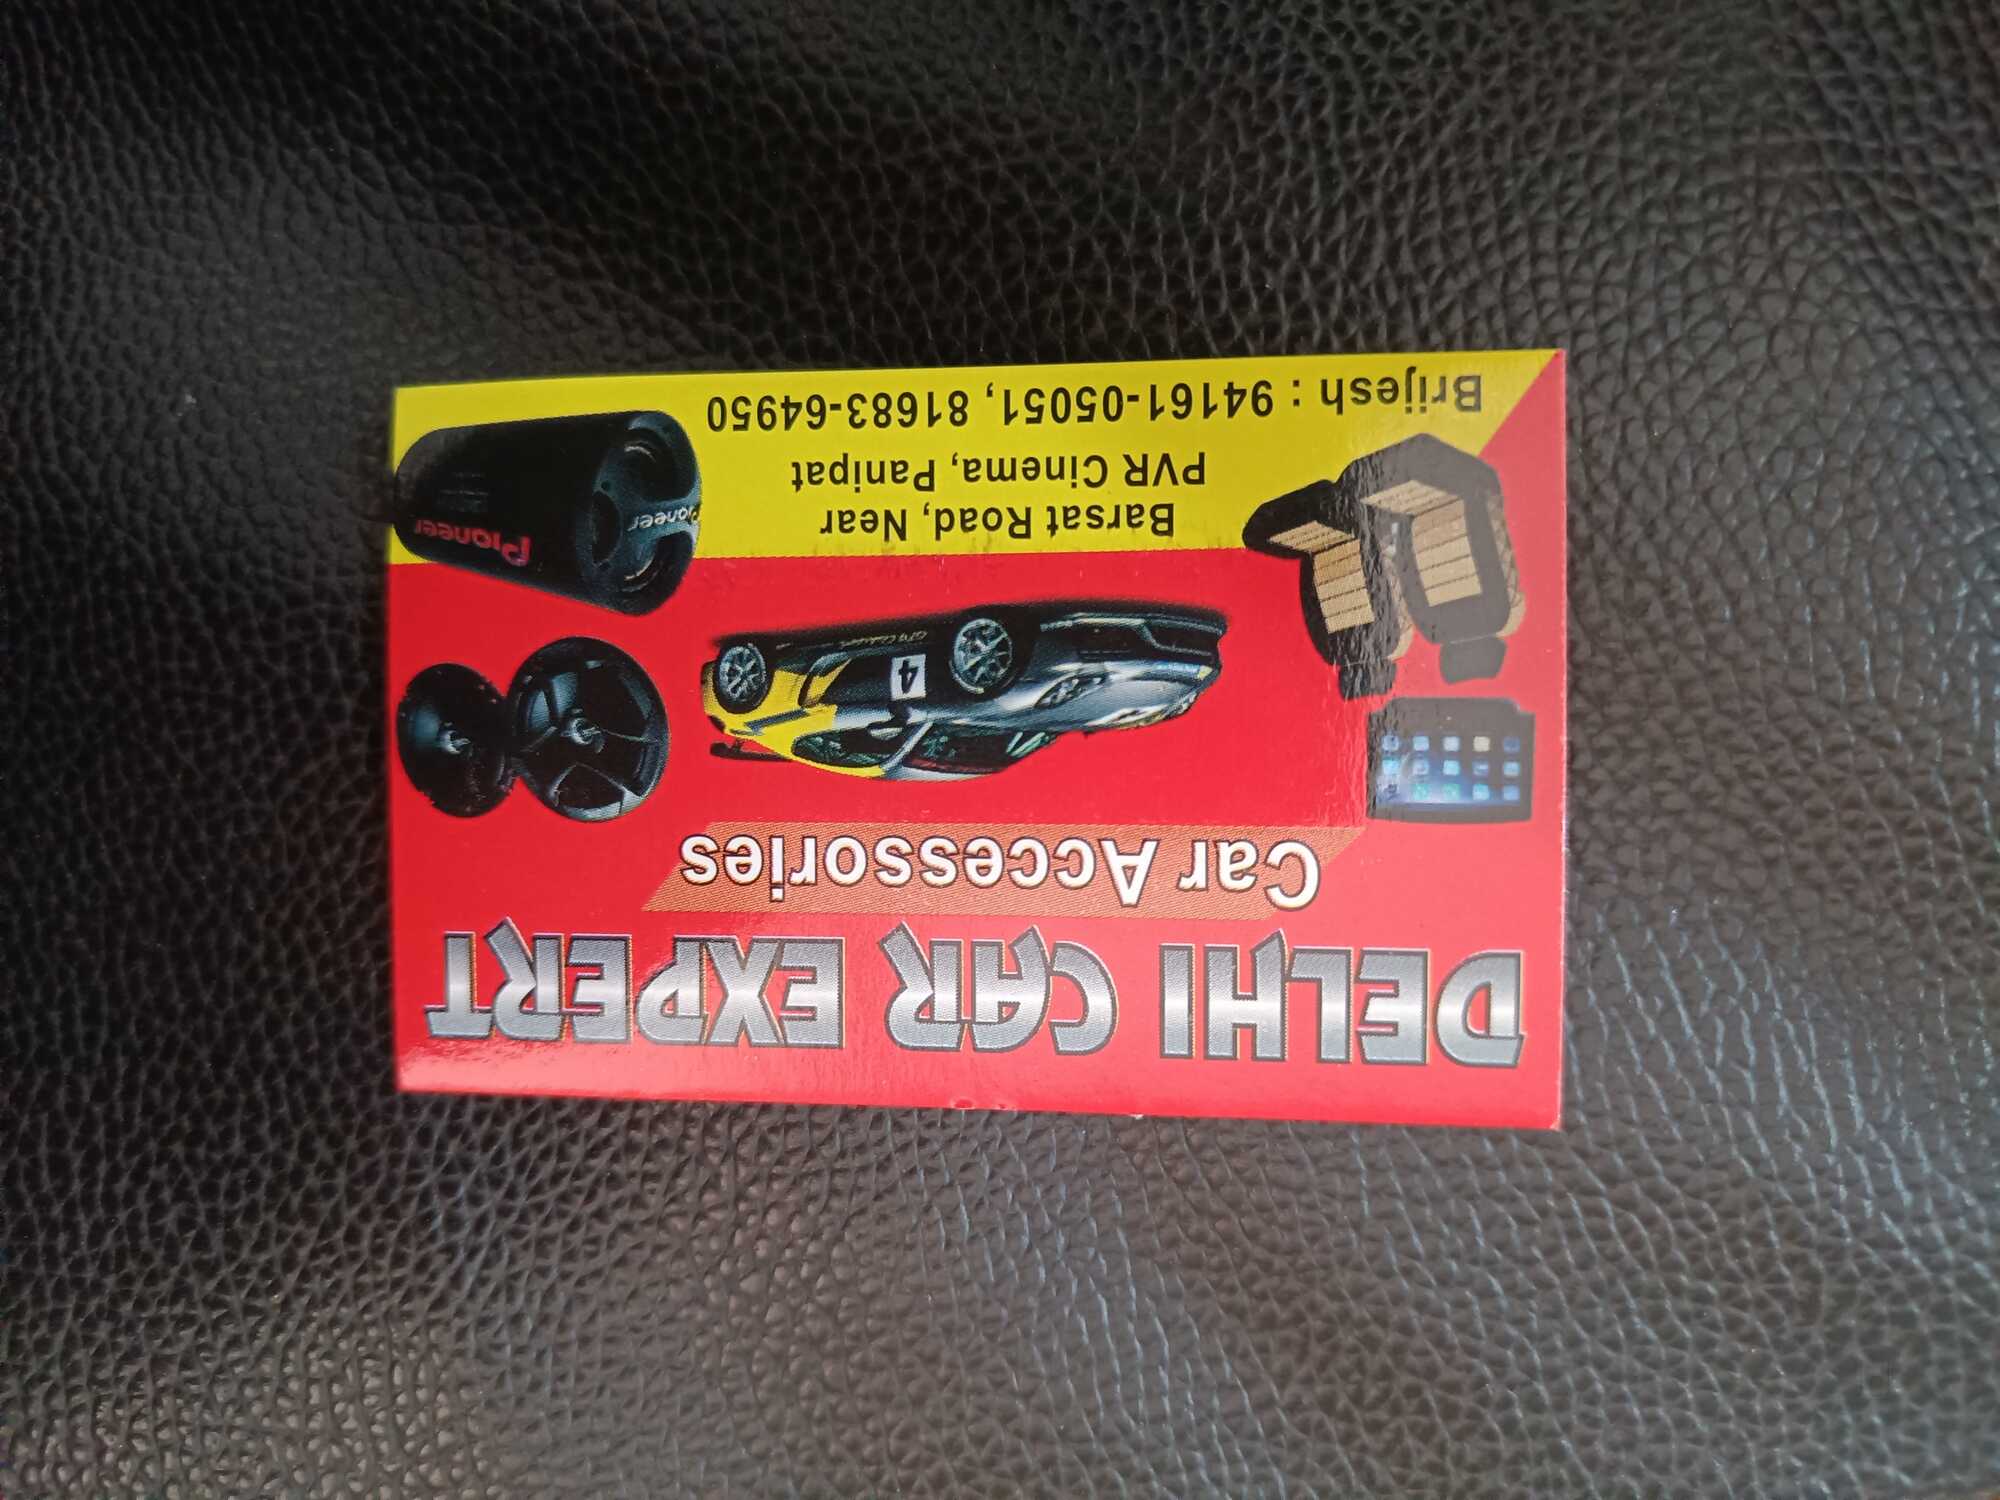 DELHI CAR EXPERT
Car Accessories
4
Pioneer
Pioneer
Barsat Road, Near
PVR Cinema, Panipat
Brijesh : 94161-05051, 81683-64950